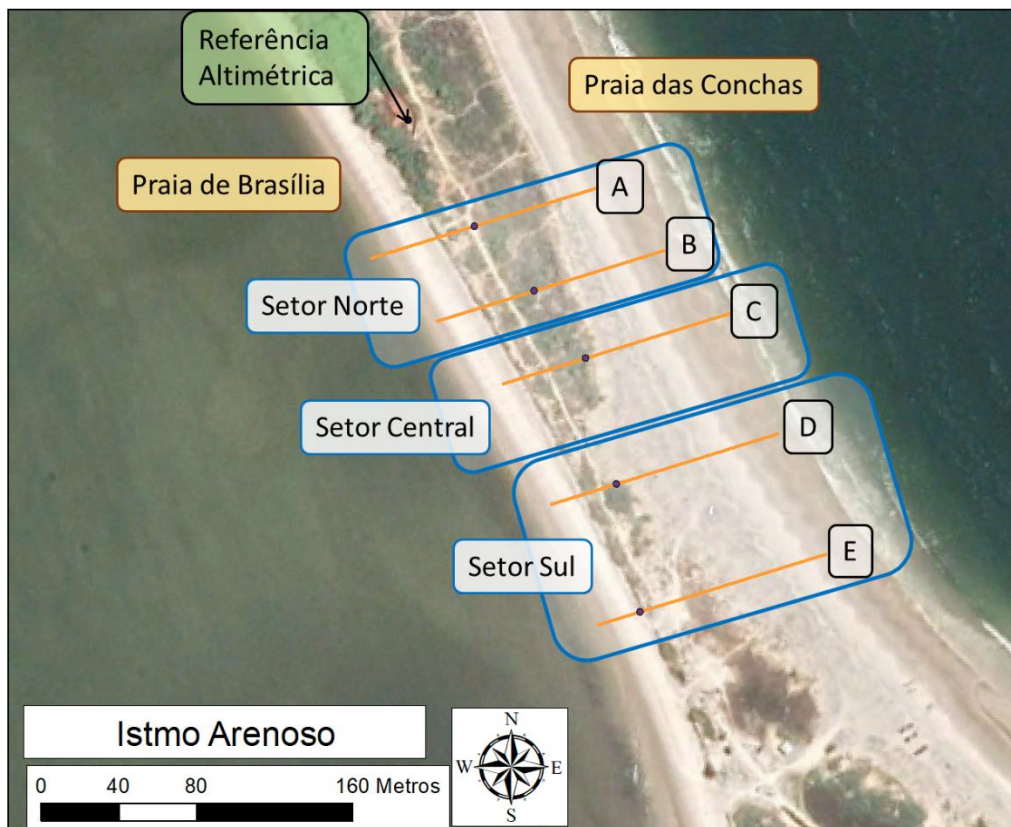 Referência
Altimétrica
Praia das Conchas
Praia de Brasília
A
B
Setor Norte
C
Setor Central
D
Setor Sul
E
Istmo Arenoso
0 40 80 160 Metros
N
W E
S